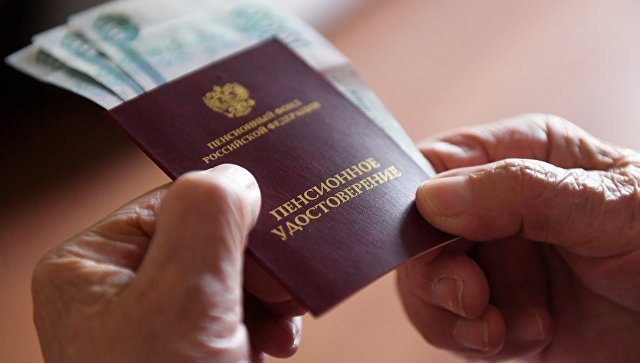 ПЕНСИОННЫЙ ФОНД
РОССИЙСКОЙ ФЕДЕРАЦИИ
ПЕНСИОННОЕ
УДОСТОВЕРЕНИЕ